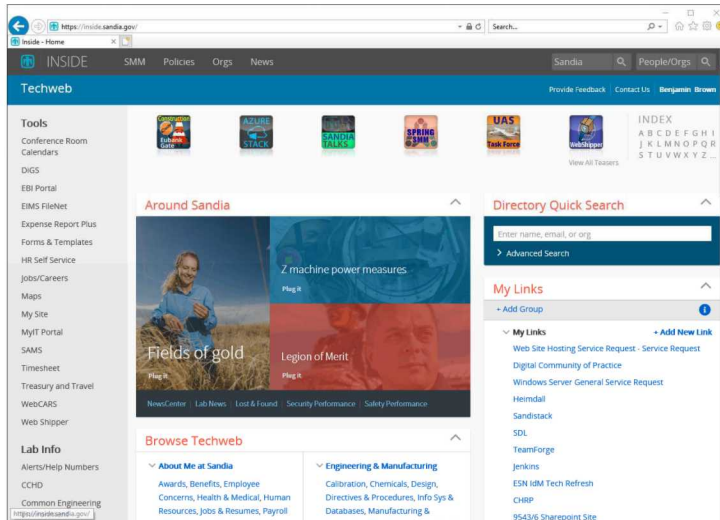 https://inside.sandia.gov/
Search...
Inside - Home
INSIDE
SMM Policies Orgs News
Sandia
People/Orgs
Techweb
Provide Feedback Contact Us Benjamin Brown
Tools
Conference Room
Calendars
DIGS
EBI Portal
EIMS FileNet
Expense Report Plus
Forms & Templates
HR Self Service
Jobs/Careers
Maps
My Site
MyIT Portal
SAMS
Timesheet
Treasury and Travel
WebCARS
Web Shipper
Lab Info
Alerts/Help Numbers
CCHD
Common Engineering
https://inside.sandia.gov/
Construction
Eubank
Gate
AZURE
STACK
SANDIA
TALKS
SPRING
SMM
UAS
Task Force
WebShipper
View All Teasers
INDEX
A B C D E F G H I
J K L M N O P Q R
S T U V W X Y Z ...
Around Sandia
Fields of gold
Plug it
Z machine power measures
Plug it
Legion of Merit
Plug it
NewsCenter Lab News Lost & Found Security Performance Safety Performance
Browse Techweb
About Me at Sandia
Awards, Benefits, Employee
Concerns, Health & Medical, Human
Resources, Jobs & Resumes, Payroll
Engineering & Manufacturing
Calibration, Chemicals, Design,
Directives & Procedures, Info Sys &
Databases, Manufacturing &
Directory Quick Search
Enter name, email, or org
> Advanced Search
My Links
+ Add Group
My Links
+ Add New Link
Web Site Hosting Service Request - Service Request
Digital Community of Practice
Windows Server General Service Request
Heimdall
Sandistack
SDL
TeamForge
Jenkins
ESN IdM Tech Refresh
CHRP
9543/6 Sharepoint Site